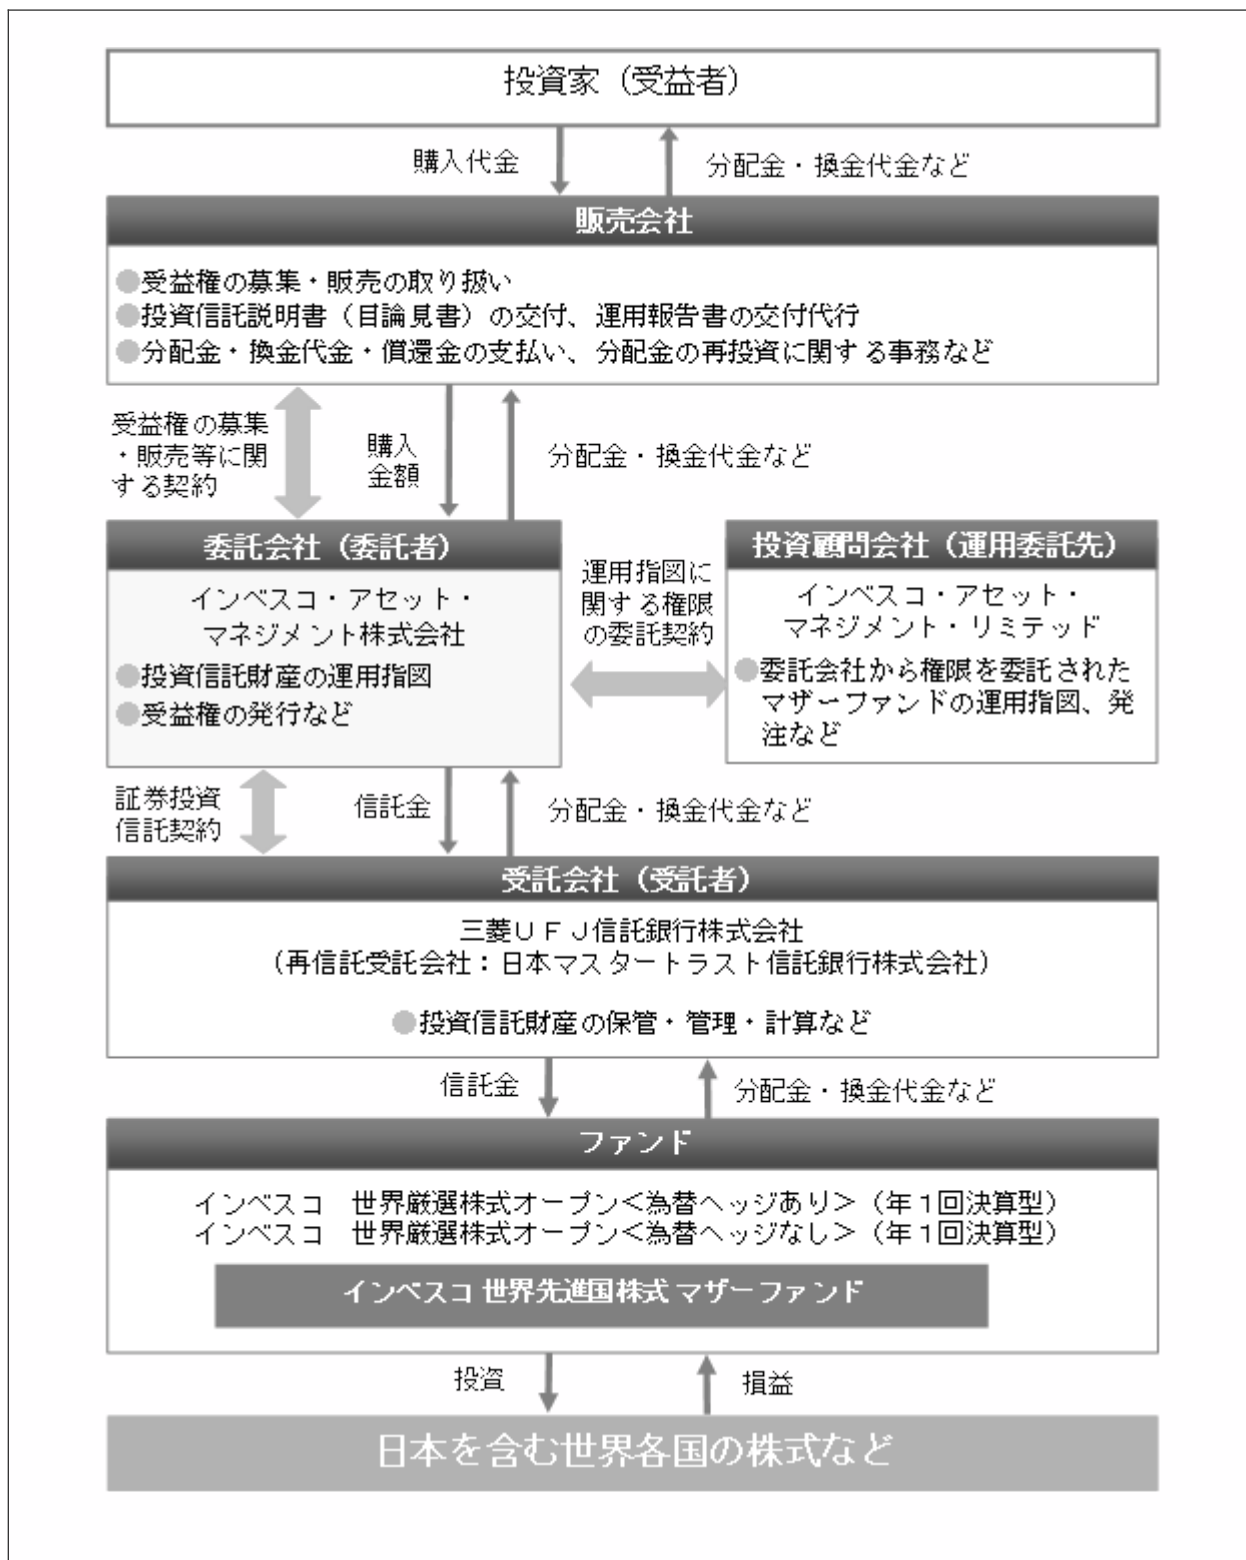 投資家（受益者）
購入代金
分配金・換金代金など
販売会社
●受益権の募集・販売の取り扱い
●投資信託説明書（目論見書）の交付、運用報告書の交付代行
●分配金・換金代金・償還金の支払い、分配金の再投資に関する事務など
受益権の募集
・販売等に関
する契約
購入
金額
分配金・換金代金など
委託会社（委託者）
インベスコ・アセット・
マネジメント株式会社
●投資信託財産の運用指図
●受益権の発行など
運用指図に
関する権限
の委託契約
投資顧問会社（運用委託先）
インベスコ・アセット・
マネジメント・リミテッド
●委託会社から権限を委託された
マザーファンドの運用指図、発
注など
証券投資
信託契約
信託金
分配金・換金代金など
受託会社（受託者）
三菱ＵＦＪ信託銀行株式会社
（再信託受託会社：日本マスタートラスト信託銀行株式会社）
●投資信託財産の保管・管理・計算など
信託金
分配金・換金代金など
ファンド
インベスコ　世界厳選株式オープン＜為替ヘッジあり＞（年１回決算型）
インベスコ　世界厳選株式オープン＜為替ヘッジなし＞（年１回決算型）
インベスコ 世界先進国株式 マザーファンド
投資
損益
日本を含む世界各国の株式など